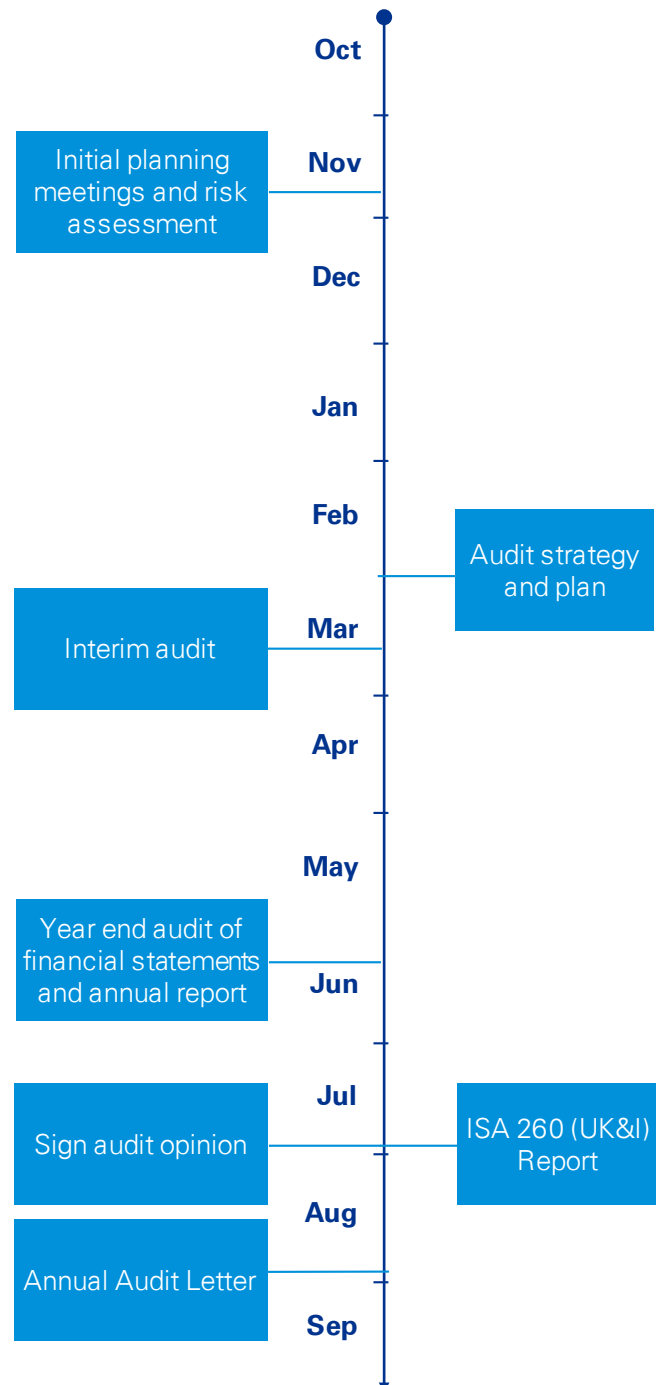 Oct
Initial planning
meetings and risk
assessment
Nov
Dec
Jan
Feb
Audit strategy
and plan
Interim audit
Mar
Apr
May
Year end audit of
financial statements
and annual report
Jun
Jul
Sign audit opinion
ISA 260 (UK&I)
Report
Aug
Annual Audit Letter
Sep